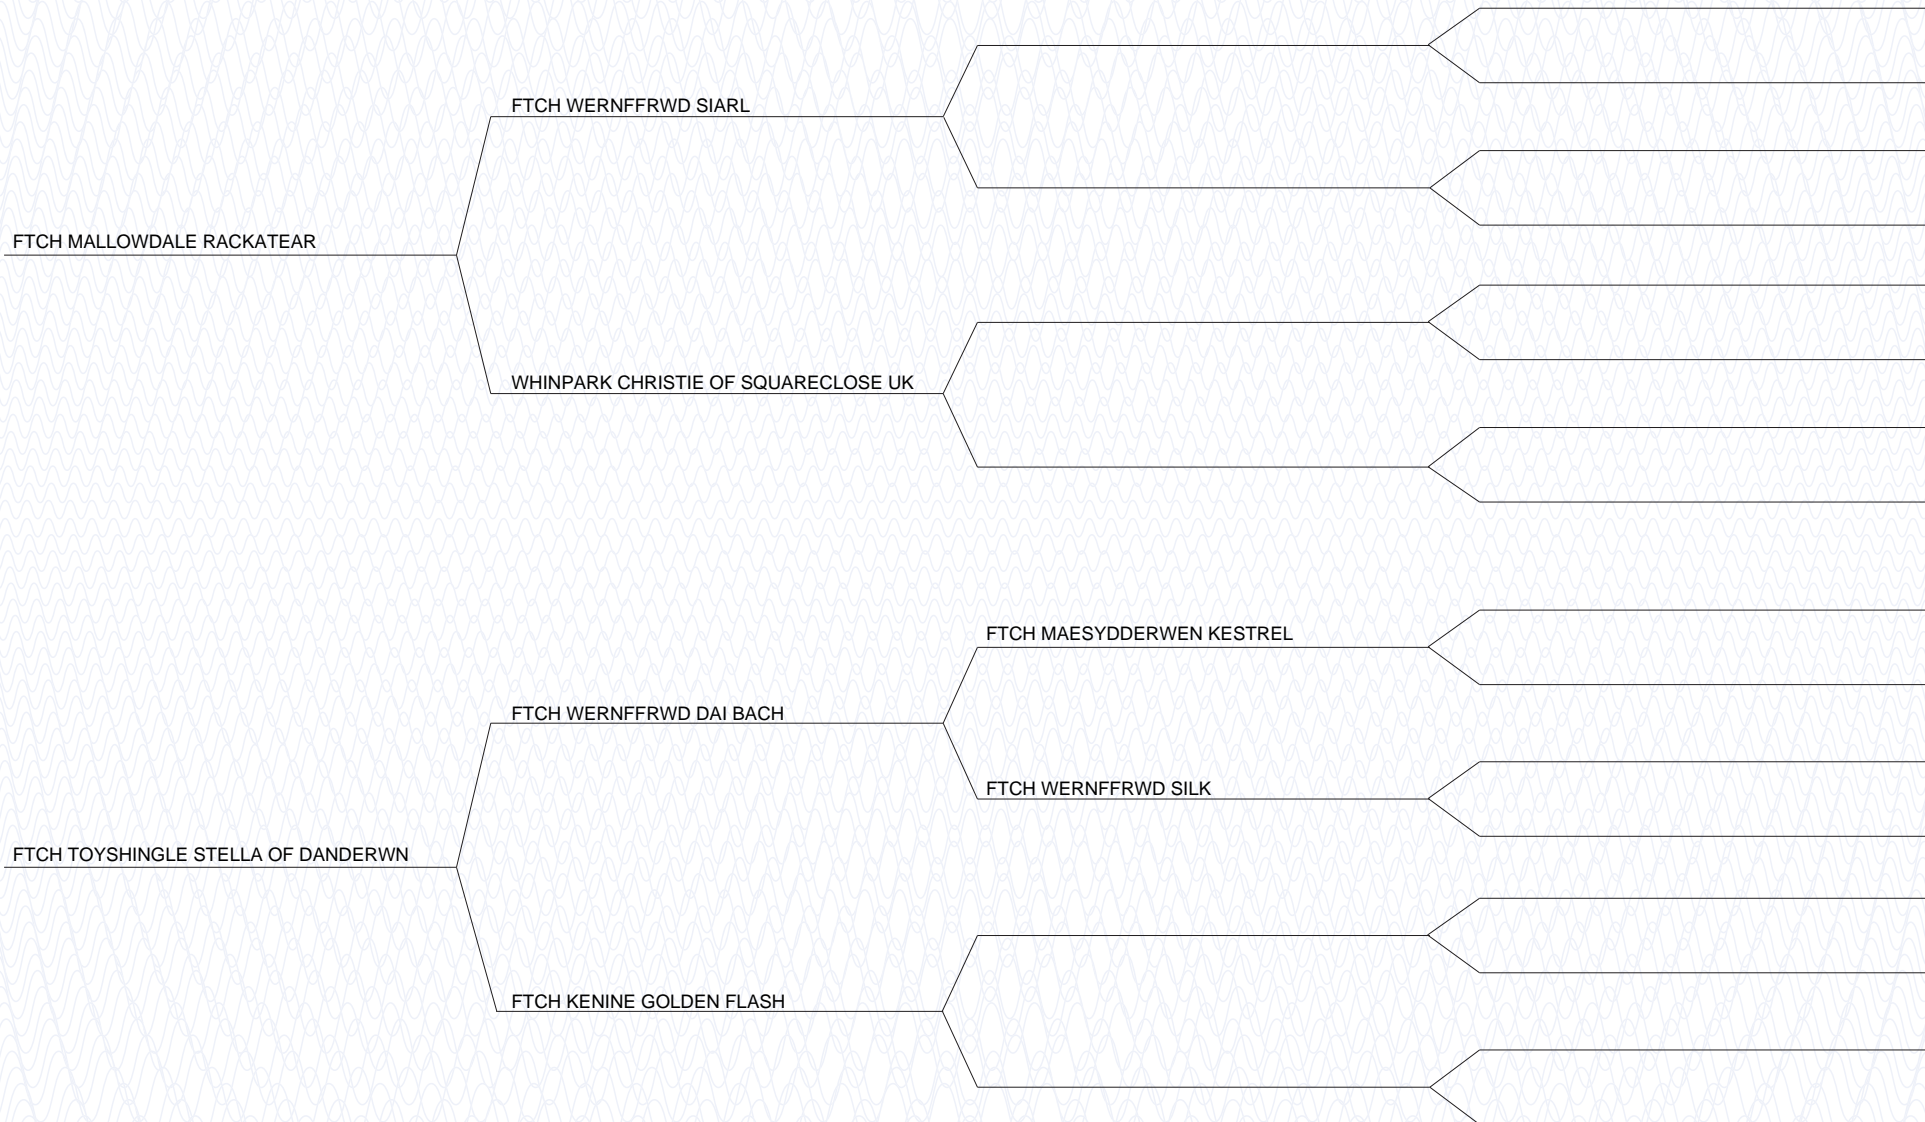 FTCH WERNFFRWD SIARL
FTCH MALLOWDALE RACKATEAR
WHINPARK CHRISTIE OF SQUARECLOSE UK
FTCH MAESYDDERWEN KESTREL
FTCH WERNFFRWD DAI BACH
FTCH WERNFFRWD SILK
FTCH TOYSHINGLE STELLA OF DANDERWN
FTCH KENINE GOLDEN FLASH